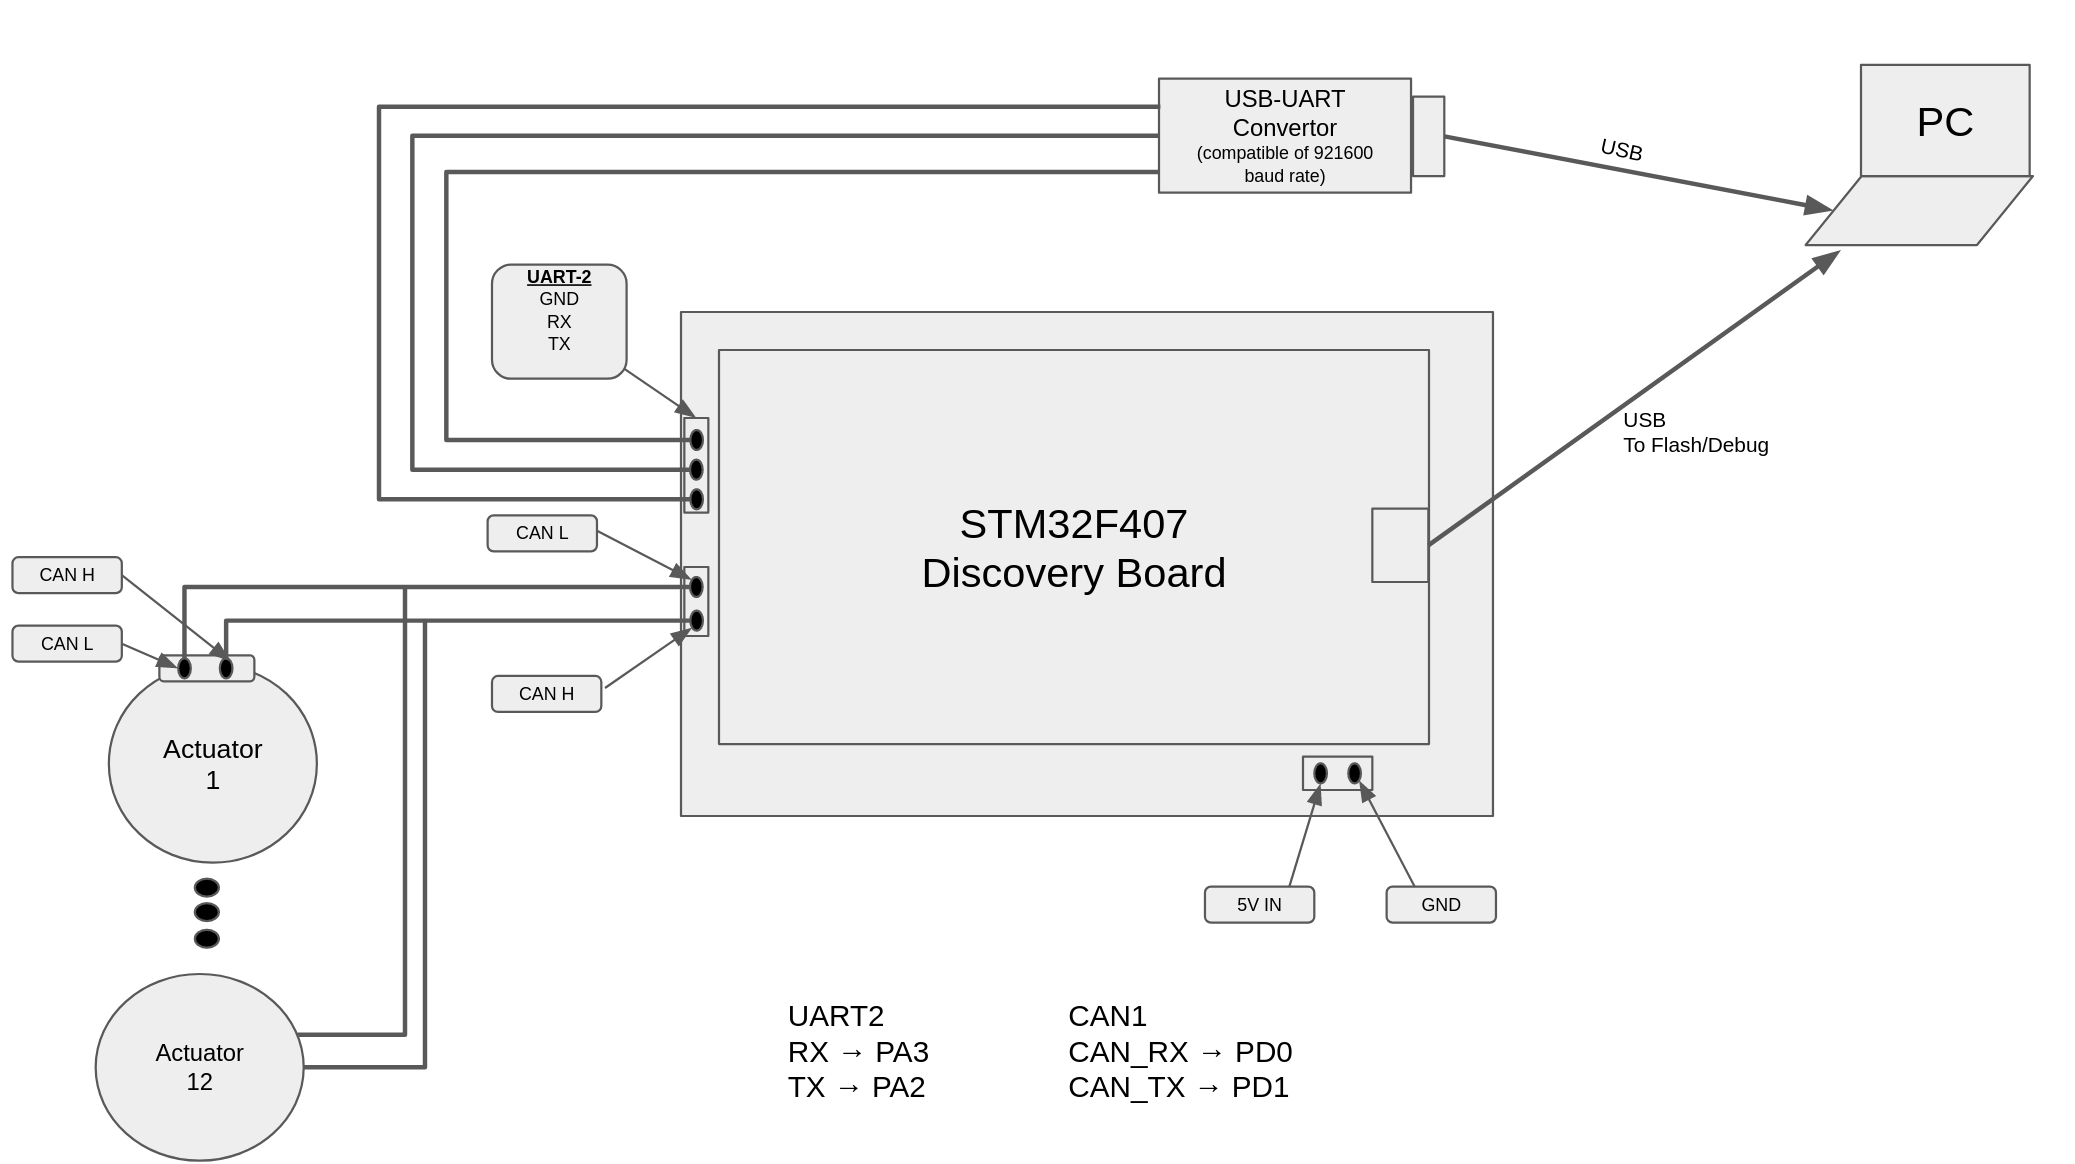 USB-UART
Convertor
(compatible of 921600
baud rate)
PC
USB
UART-2
GND
RX
TX
USB
To Flash/Debug
STM32F407
Discovery Board
CAN L
CAN H
CAN L
CAN H
Actuator
1
5V IN
GND
Actuator
12
UART2
RX → PA3
TX → PA2
CAN1
CAN_RX → PD0
CAN_TX → PD1